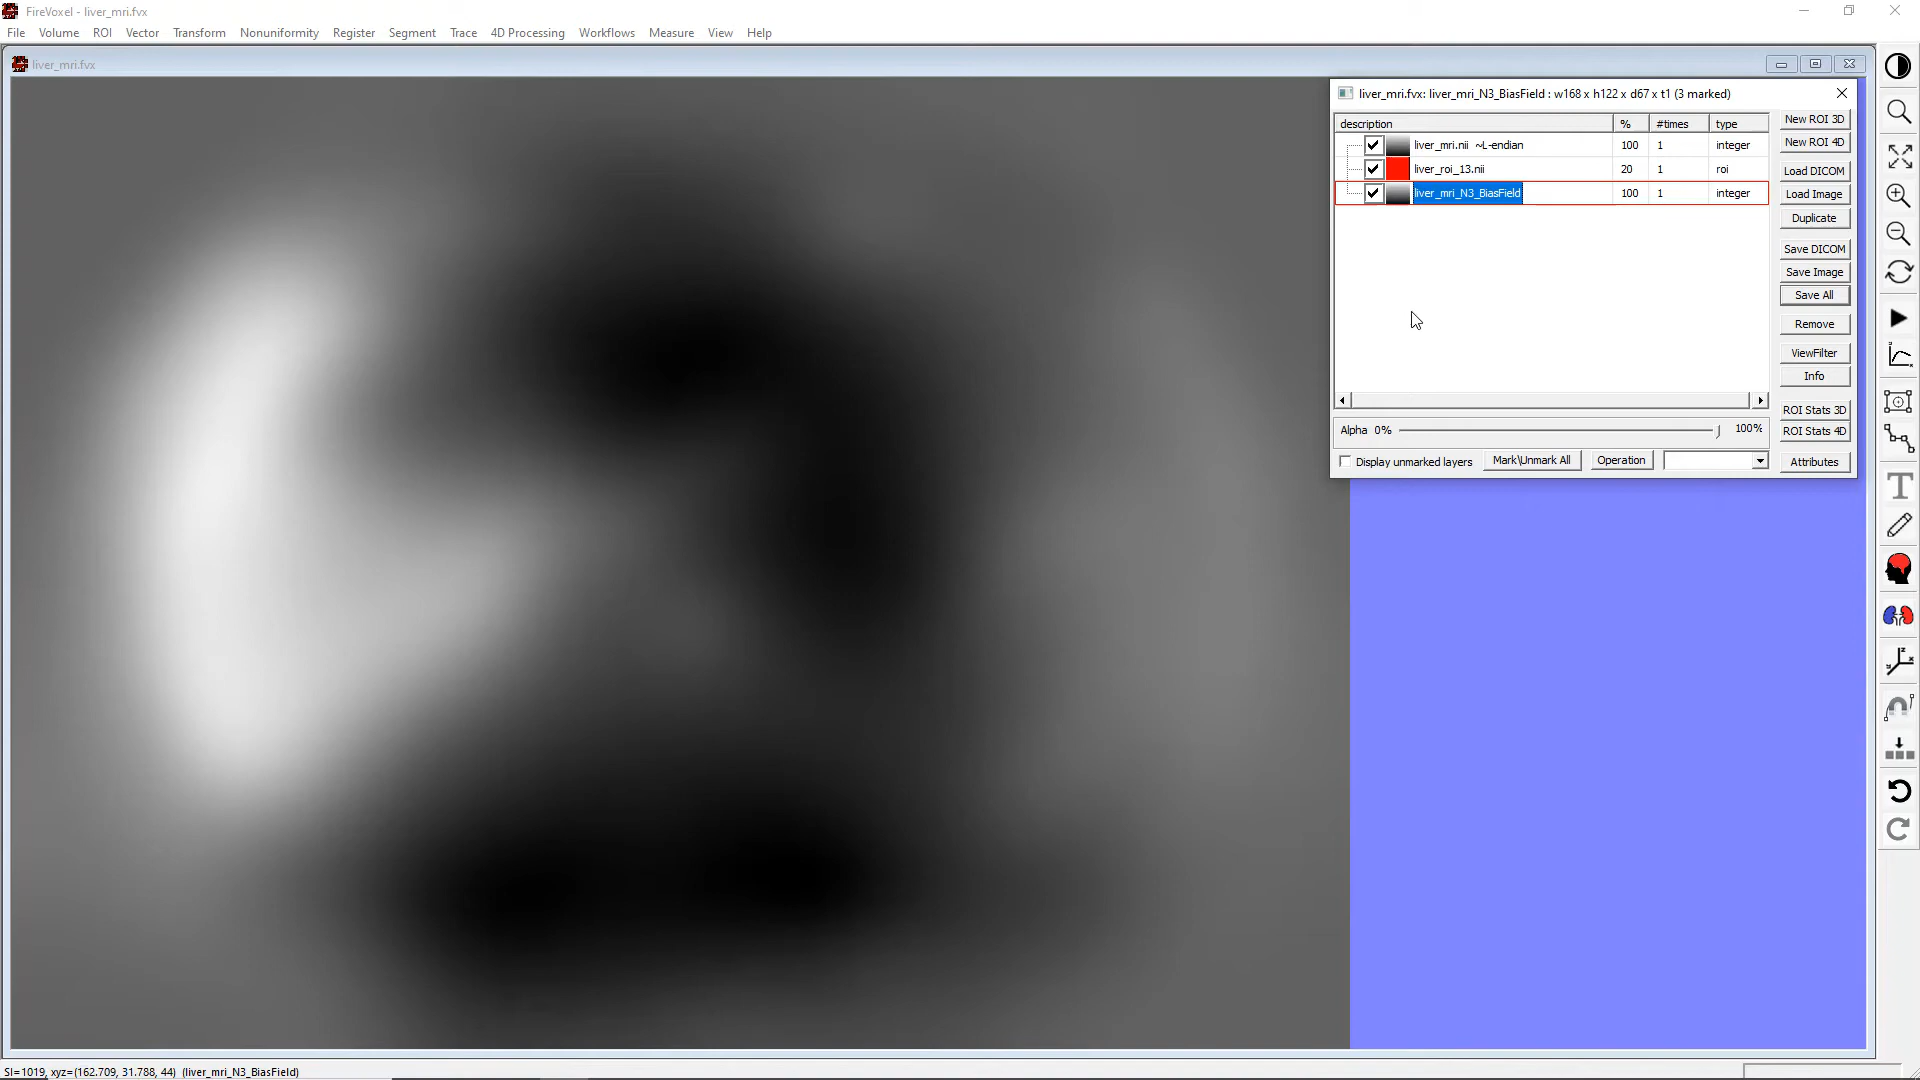 FireVoxel - liver_mri.fvx
File Volume ROI Vector Transform Nonuniformity Register Segment Trace 4D Processing Workflows Measure View Help
liver_mri.fvx
liver_mri.fvx: liver_mri_N3_BiasField : w168 x h122 x d67 x t1 (3 marked)
description % #times type
liver_mri.nii ~L-endian 100 1 integer
liver_roi_13.nii 20 1 roi
liver_mri_N3_BiasField 100 1 integer
New ROI 3D
New ROI 4D
Load DICOM
Load Image
Duplicate
Save DICOM
Save Image
Save All
Remove
ViewFilter
Info
ROI Stats 3D
ROI Stats 4D
Attributes
Alpha 0% 100%
Display unmarked layers Mark\Unmark All Operation
T
SI=1019, xyz=(162.709, 31.788, 44) (liver_mri_N3_BiasField)